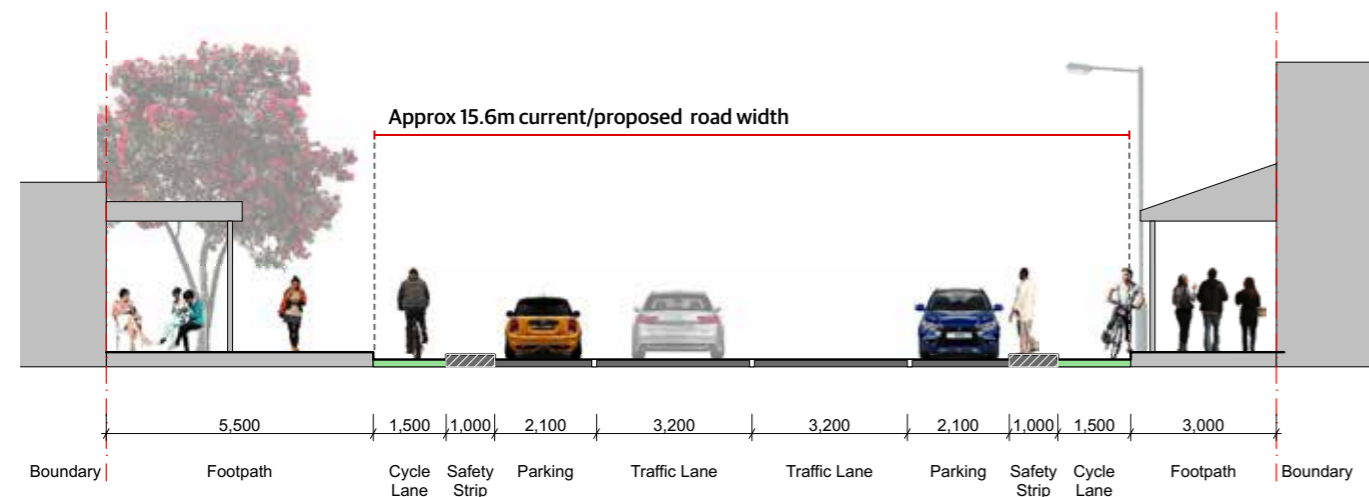 Approx 15.6m current/proposed road width
5,500 1,500 1,000 2,100 3,200 3,200 2,100 1,000 1,500 3,000
Boundary Footpath Cycle Safety Parking Traffic Lane Traffic Lane Parking Safety Cycle Footpath Boundary
Lane Strip Strip Lane